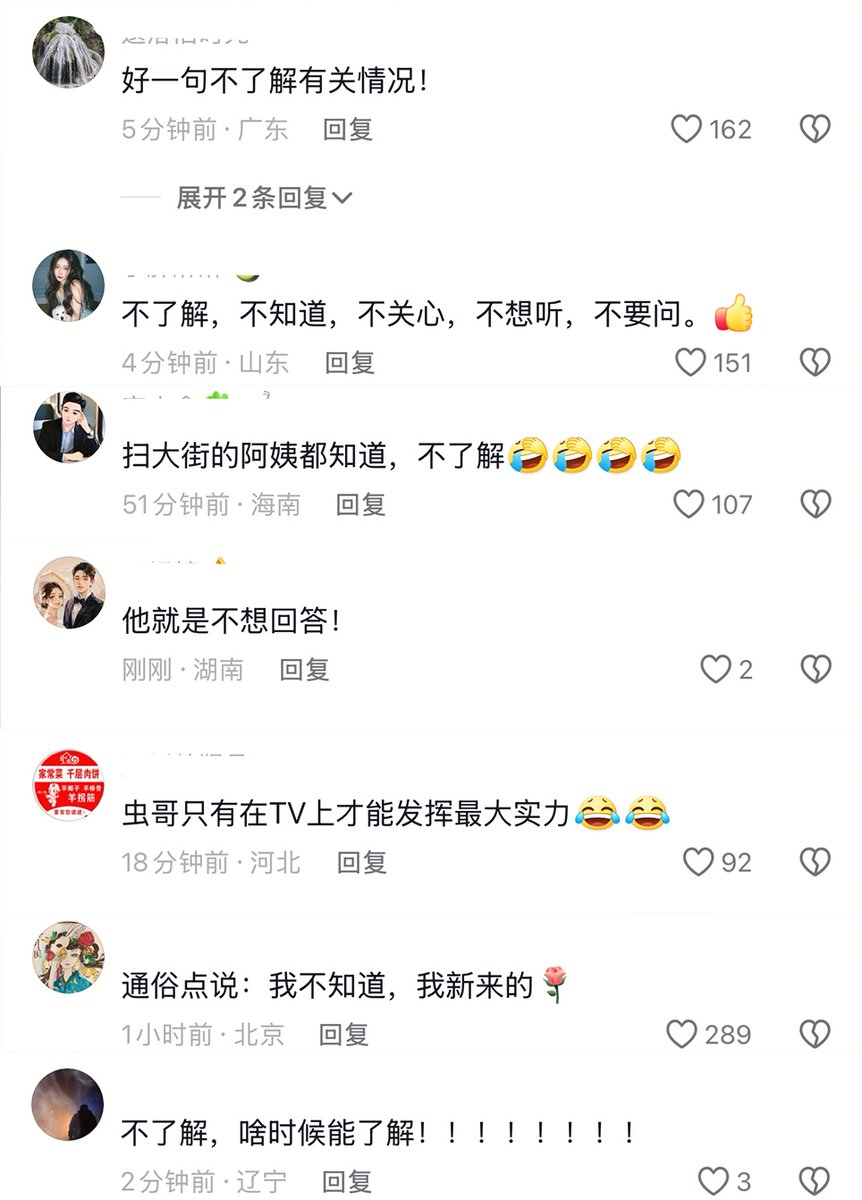 好一句不了解有关情况！
5分钟前·广东 回复
162
展开2条回复
不了解，不知道，不关心，不想听，不要问。👍
4分钟前·山东 回复
151
扫大街的阿姨都知道，不了解🤣🤣🤣🤣
51分钟前·海南 回复
107
他就是不想回答！
刚刚·湖南 回复
2
家常菜 千层肉饼
羊蝎子 羊棒骨
羊拐筋
虫哥只有在TV上才能发挥最大实力😂😂
18分钟前·河北 回复
92
通俗点说：我不知道，我新来的🌹
1小时前·北京 回复
289
不了解，啥时候能了解！！！！！！！！
2分钟前·辽宁 回复
3